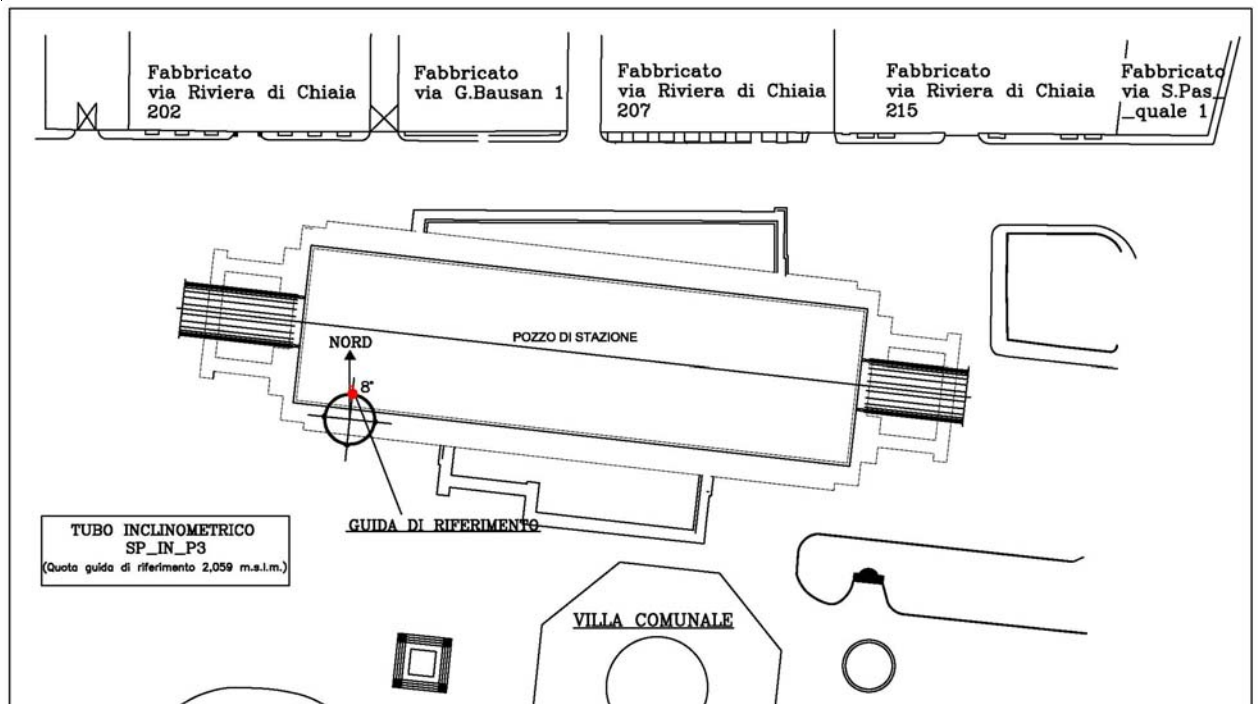 Fabbricato
via Riviera di Chiaia
202
Fabbricato
via G.Bausan 1
Fabbricato
via Riviera di Chiaia
207
Fabbricato
via Riviera di Chiaia
215
Fabbricato
via S.Pas_
_quale 1
POZZO DI STAZIONE
NORD
8°
GUIDA DI RIFERIMENTO
TUBO INCLINOMETRICO
SP_IN_P3
(Quota guida di riferimento 2,059 m.s.l.m.)
VILLA COMUNALE